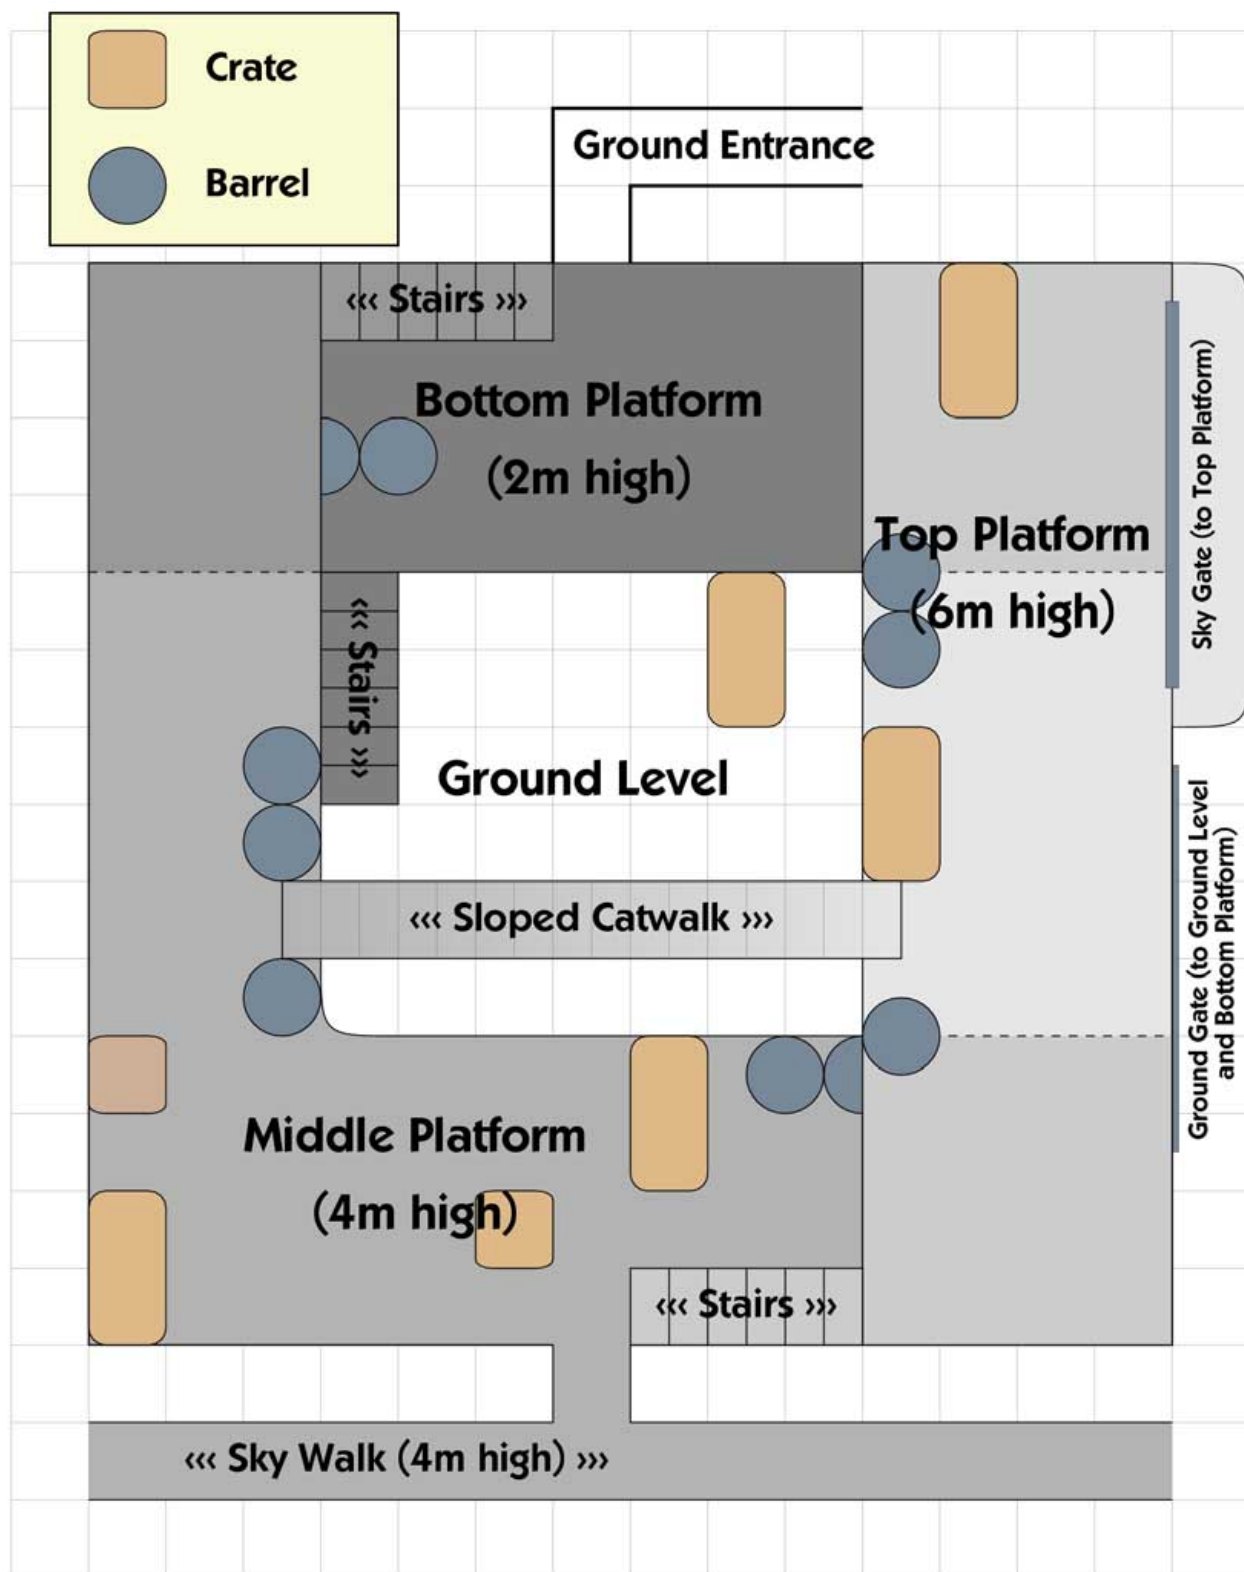 Crate
Barrel
Ground Entrance
‹‹‹ Stairs ›››
Bottom Platform
(2m high)
Top Platform
(6m high)
Sky Gate (to Top Platform)
‹‹‹ Stairs ›››
Ground Level
Ground Gate (to Ground Level
and Bottom Platform)
‹‹‹ Sloped Catwalk ›››
Middle Platform
(4m high)
‹‹‹ Stairs ›››
‹‹‹ Sky Walk (4m high) ›››